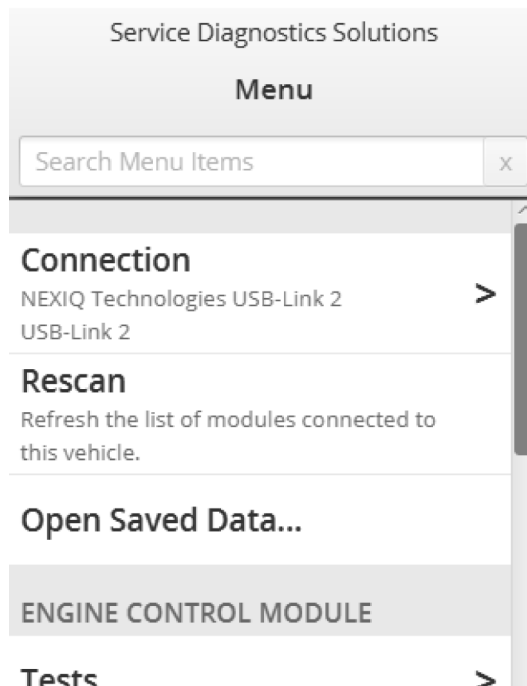 Service Diagnostics Solutions
Menu
Search Menu Items
x
Connection
NEXIQ Technologies USB-Link 2
USB-Link 2
>
Rescan
Refresh the list of modules connected to
this vehicle.
Open Saved Data...
ENGINE CONTROL MODULE
Tests
>